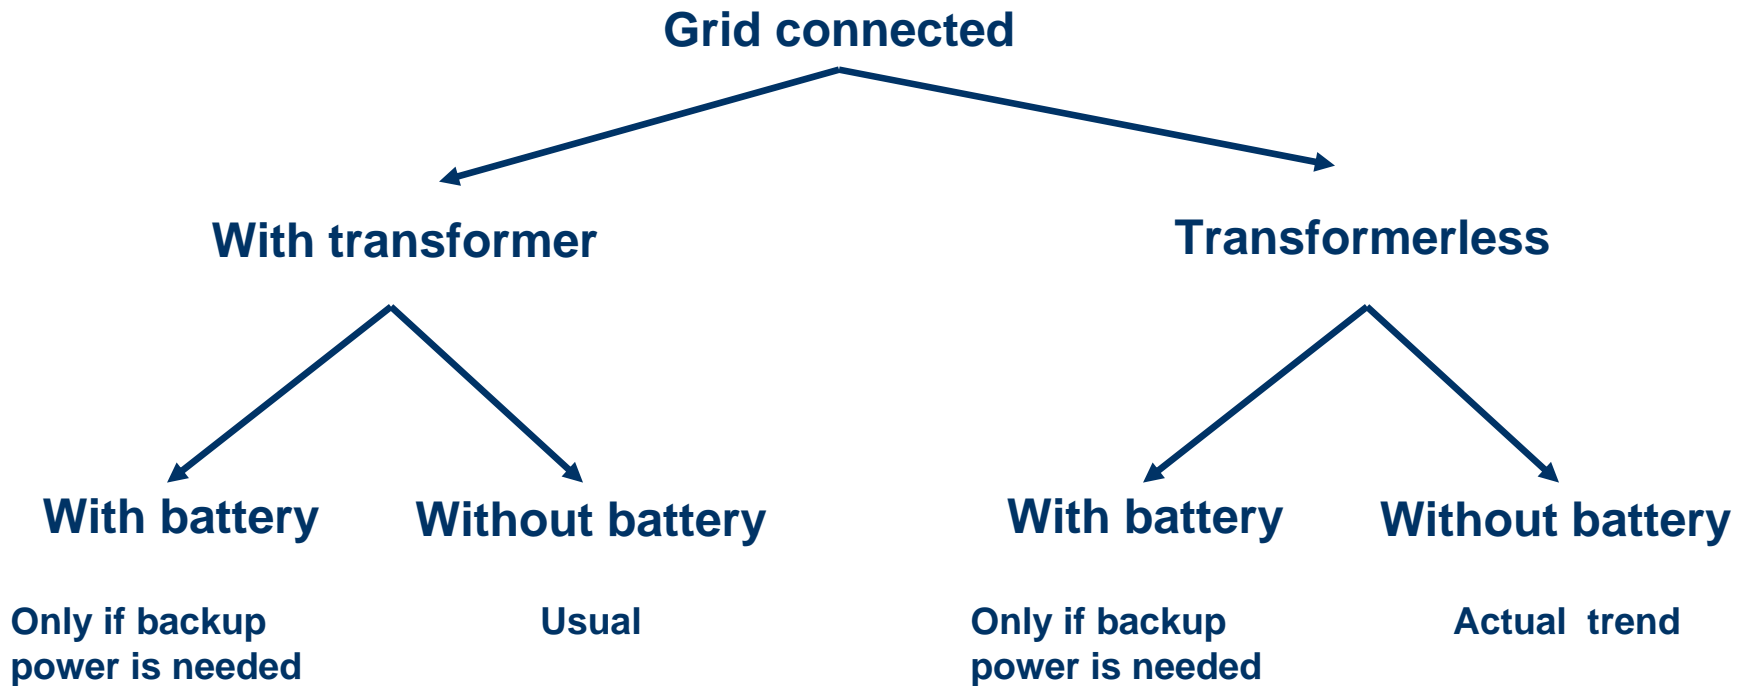 Grid connected
With transformer
Transformerless
With battery
Without battery
With battery
Without battery
Only if backup
power is needed
Usual
Only if backup
power is needed
Actual trend